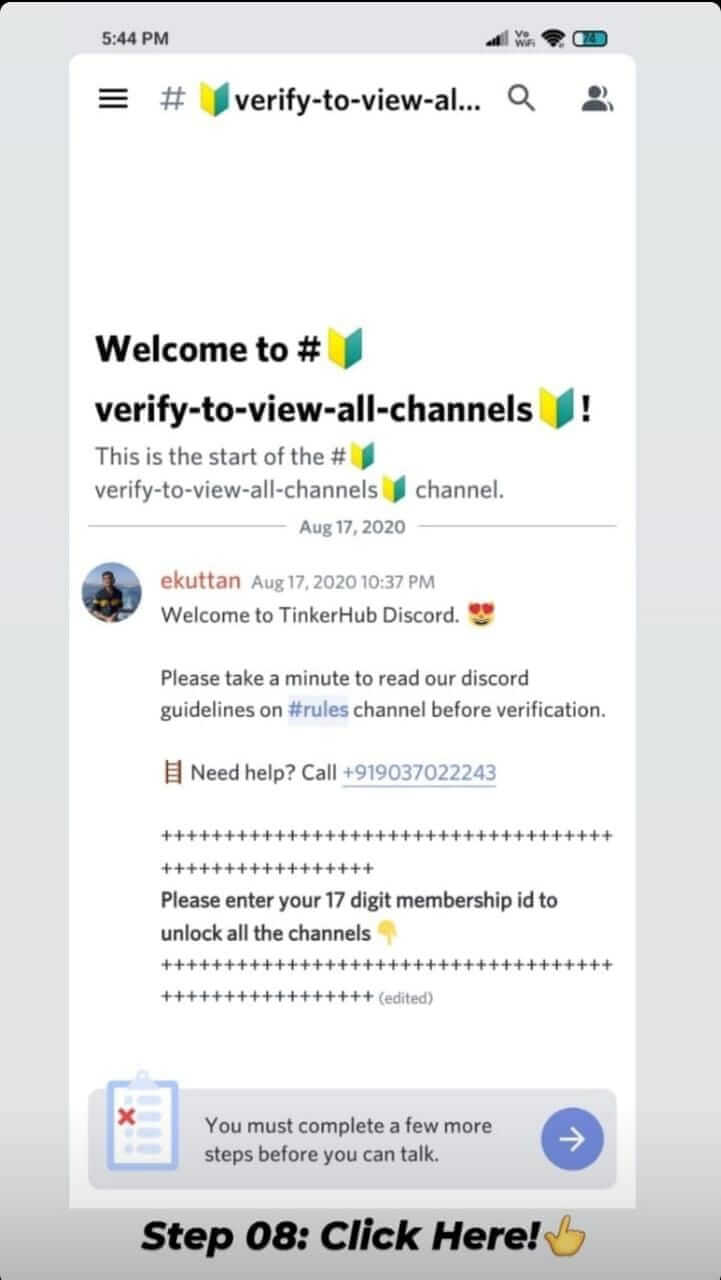 5:44 PM
Vo WiFi 74
# 🔰verify-to-view-al...
Welcome to #🔰
verify-to-view-all-channels🔰!
This is the start of the #🔰
verify-to-view-all-channels🔰 channel.
Aug 17, 2020
ekuttan Aug 17, 2020 10:37 PM
Welcome to TinkerHub Discord. 😍
Please take a minute to read our discord
guidelines on #rules channel before verification.
🪜 Need help? Call +919037022243
++++++++++++++++++++++++++++++++++++
+++++++++++++++++
Please enter your 17 digit membership id to
unlock all the channels 👇
++++++++++++++++++++++++++++++++++++
+++++++++++++++++ (edited)
You must complete a few more
steps before you can talk.
Step 08: Click Here!👆